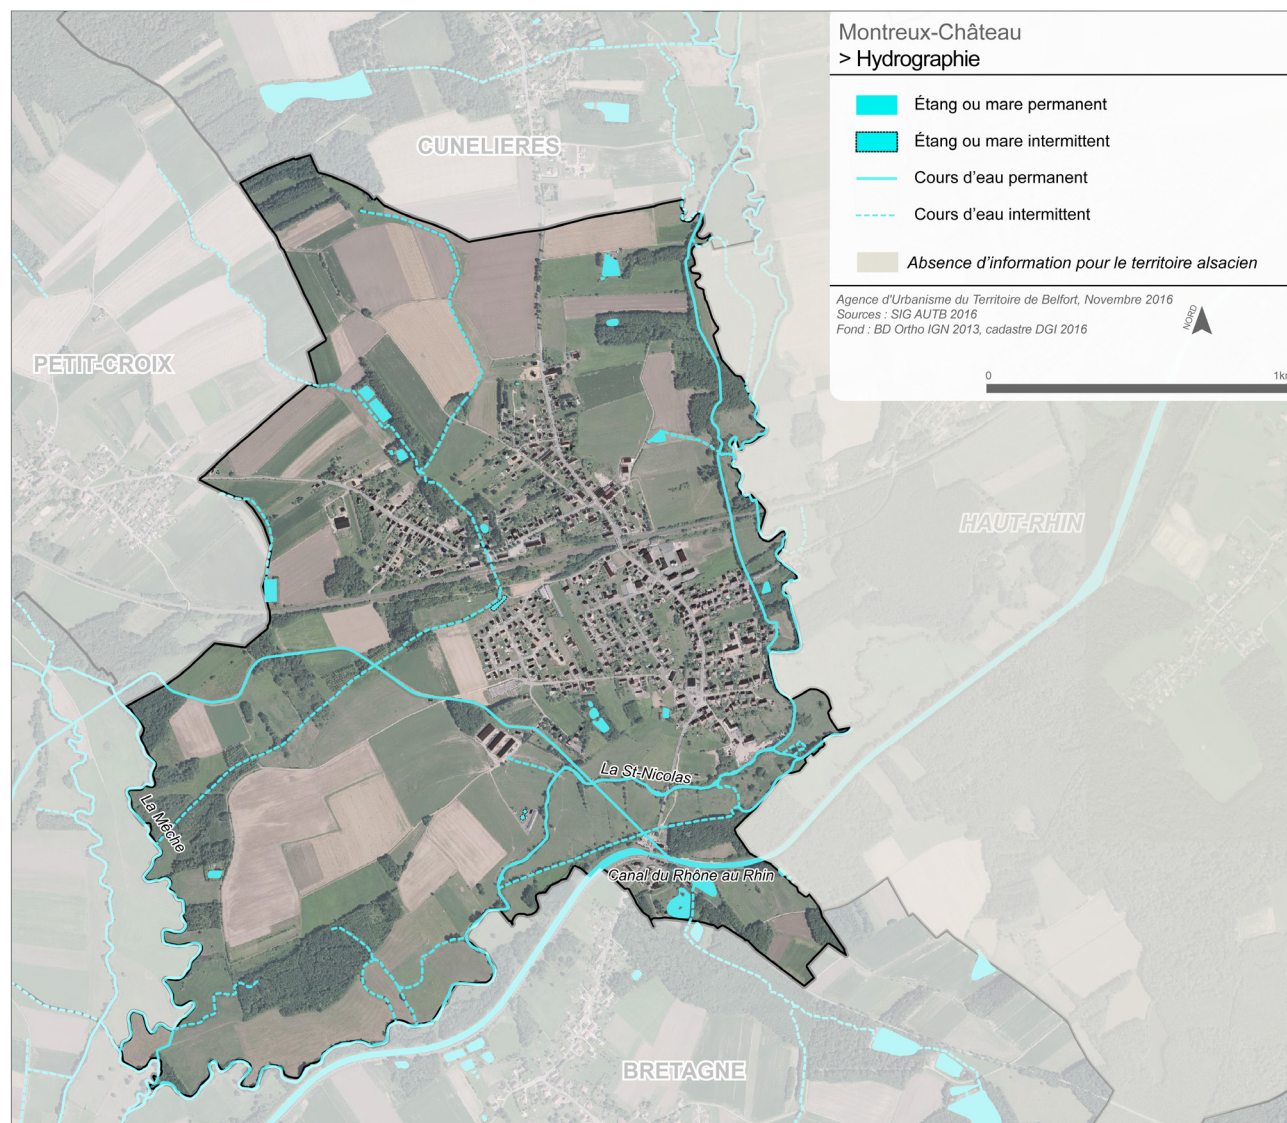 Montreux-Château
> Hydrographie
Étang ou mare permanent
Étang ou mare intermittent
Cours d'eau permanent
Cours d'eau intermittent
Absence d'information pour le territoire alsacien
Agence d'Urbanisme du Territoire de Belfort, Novembre 2016
Sources : SIG AUTB 2016
Fond : BD Ortho IGN 2013, cadastre DGI 2016
NORD
0
CUNELIERES
PETIT-CROIX
HAUT-RHIN
La St-Nicolas
La Mêche
Canal du Rhône au Rhin
BRETAGNE